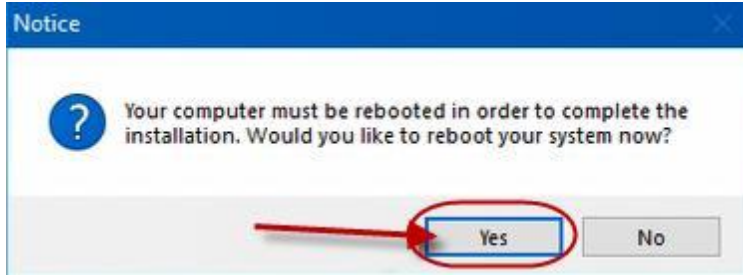 Notice
?
Your computer must be rebooted in order to complete the
installation. Would you like to reboot your system now?
Yes
No